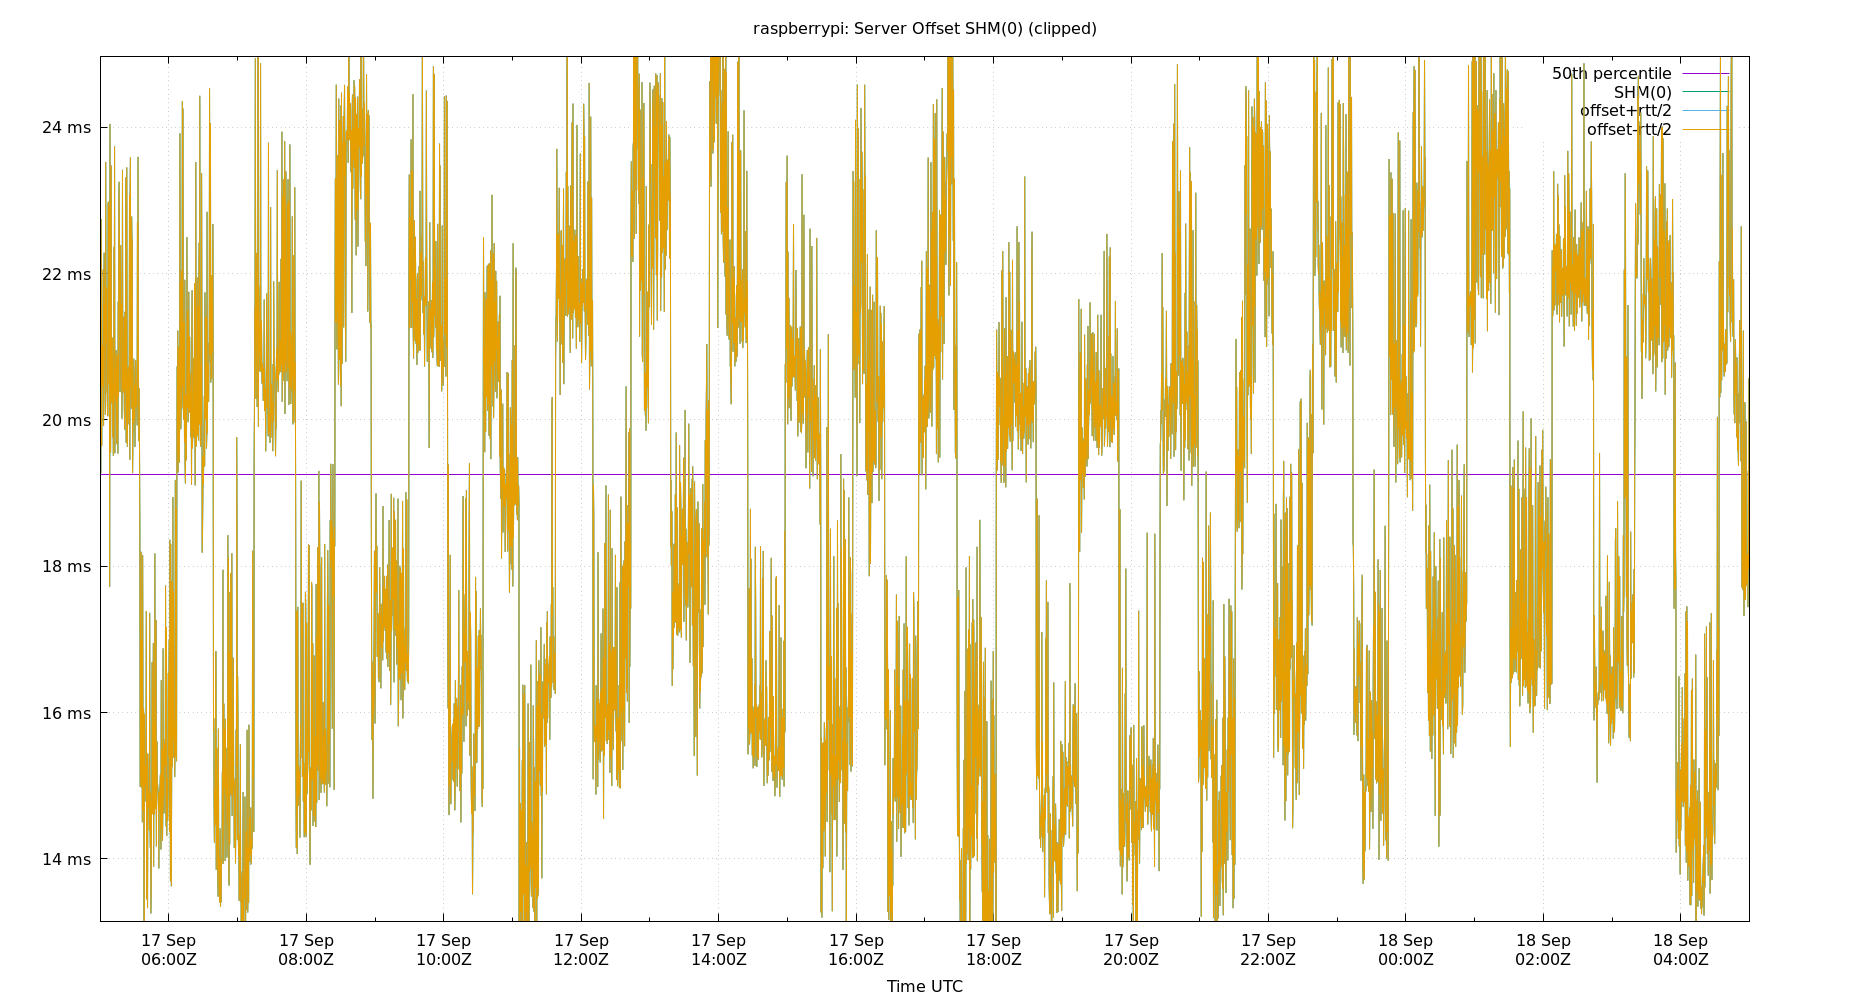 raspberrypi: Server Offset SHM(0) (clipped)
50th percentile
SHM(0)
offset+rtt/2
offset-rtt/2
24 ms
22 ms
20 ms
18 ms
16 ms
14 ms
17 Sep 17 Sep 17 Sep 17 Sep 17 Sep 17 Sep 17 Sep 17 Sep 17 Sep 18 Sep 18 Sep 18 Sep
06:00Z 08:00Z 10:00Z 12:00Z 14:00Z 16:00Z 18:00Z 20:00Z 22:00Z 00:00Z 02:00Z 04:00Z
Time UTC